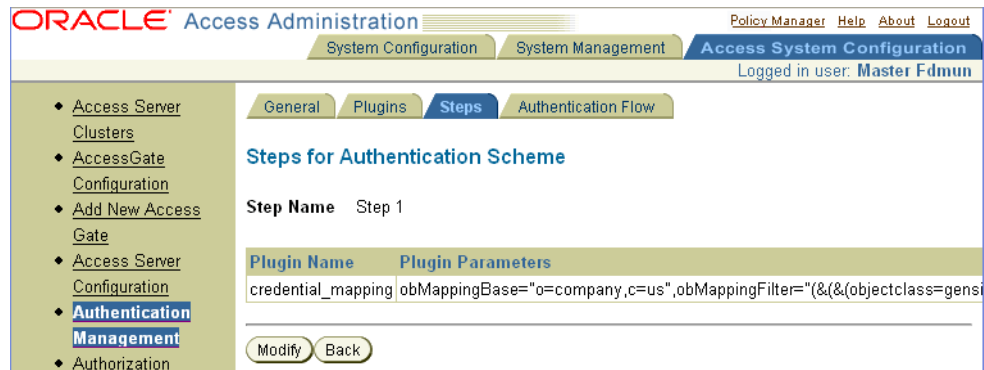 ORACLE Access Administration
Policy Manager Help About Logout
System Configuration System Management Access System Configuration
Logged in user: Master Fdmun
Access Server
Clusters
AccessGate
Configuration
Add New Access
Gate
Access Server
Configuration
Authentication
Management
Authorization
General Plugins Steps Authentication Flow
Steps for Authentication Scheme
Step Name Step 1
Plugin Name Plugin Parameters
credential_mapping obMappingBase="o=company,c=us",obMappingFilter="(&(&(objectclass=gensi
Modify Back